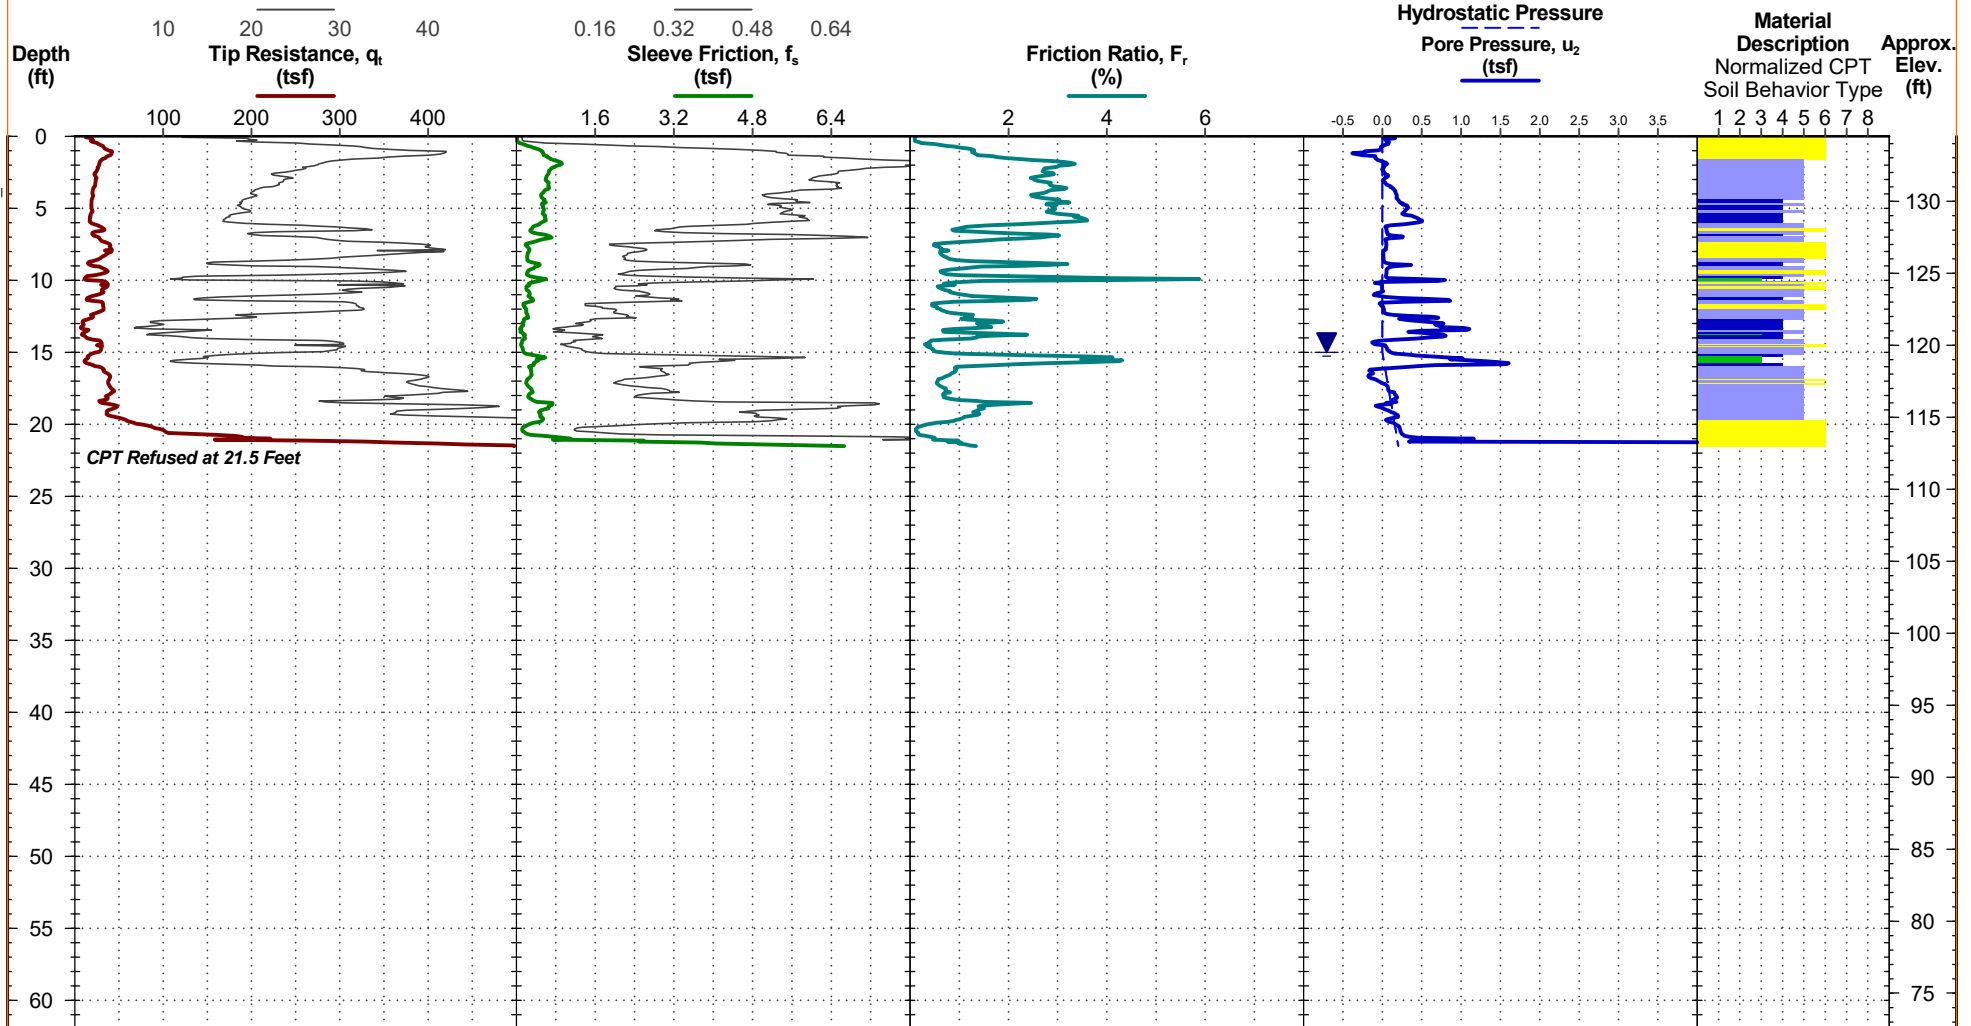 Hydrostatic Pressure
10 20 30 40
0.16 0.32 0.48 0.64
Material
Description
Normalized CPT
Soil Behavior Type
Depth
(ft)
Tip Resistance, qt
(tsf)
Sleeve Friction, fs
(tsf)
Friction Ratio, Fr
(%)
Pore Pressure, u2
(tsf)
Approx.
Elev.
(ft)
100 200 300 400
1.6 3.2 4.8 6.4
2 4 6
-0.5 0.0 0.5 1.0 1.5 2.0 2.5 3.0 3.5
1 2 3 4 5 6 7 8
0
5 130
10 125
15 120
20 115
CPT Refused at 21.5 Feet
25 110
30 105
35 100
40 95
45 90
50 85
55 80
60 75